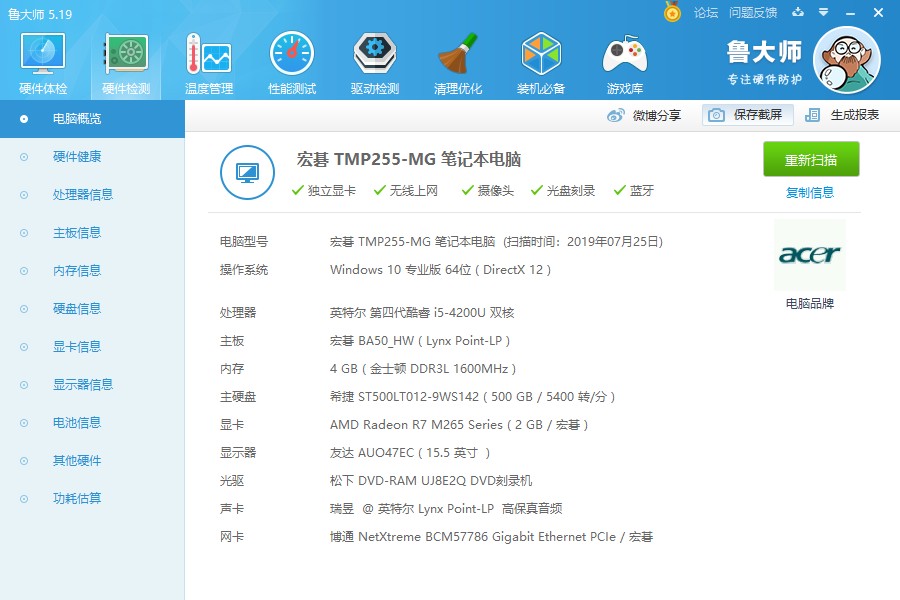 鲁大师 5.19
论坛 问题反馈
硬件体检 硬件检测 温度管理 性能测试 驱动检测 清理优化 装机必备 游戏库
鲁大师
专注硬件防护
电脑概览
硬件健康
处理器信息
主板信息
内存信息
硬盘信息
显卡信息
显示器信息
电池信息
其他硬件
功耗估算
微博分享 保存截屏 生成报表
宏碁 TMP255-MG 笔记本电脑
独立显卡 无线上网 摄像头 光盘刻录 蓝牙
重新扫描
复制信息
电脑型号 宏碁 TMP255-MG 笔记本电脑 (扫描时间：2019年07月25日)
操作系统 Windows 10 专业版 64位 ( DirectX 12 )
处理器 英特尔 第四代酷睿 i5-4200U 双核
主板 宏碁 BA50_HW ( Lynx Point-LP )
内存 4 GB ( 金士顿 DDR3L 1600MHz )
主硬盘 希捷 ST500LT012-9WS142 ( 500 GB / 5400 转/分 )
显卡 AMD Radeon R7 M265 Series ( 2 GB / 宏碁 )
显示器 友达 AUO47EC ( 15.5 英寸 )
光驱 松下 DVD-RAM UJ8E2Q DVD刻录机
声卡 瑞昱 @ 英特尔 Lynx Point-LP 高保真音频
网卡 博通 NetXtreme BCM57786 Gigabit Ethernet PCIe / 宏碁
acer
电脑品牌